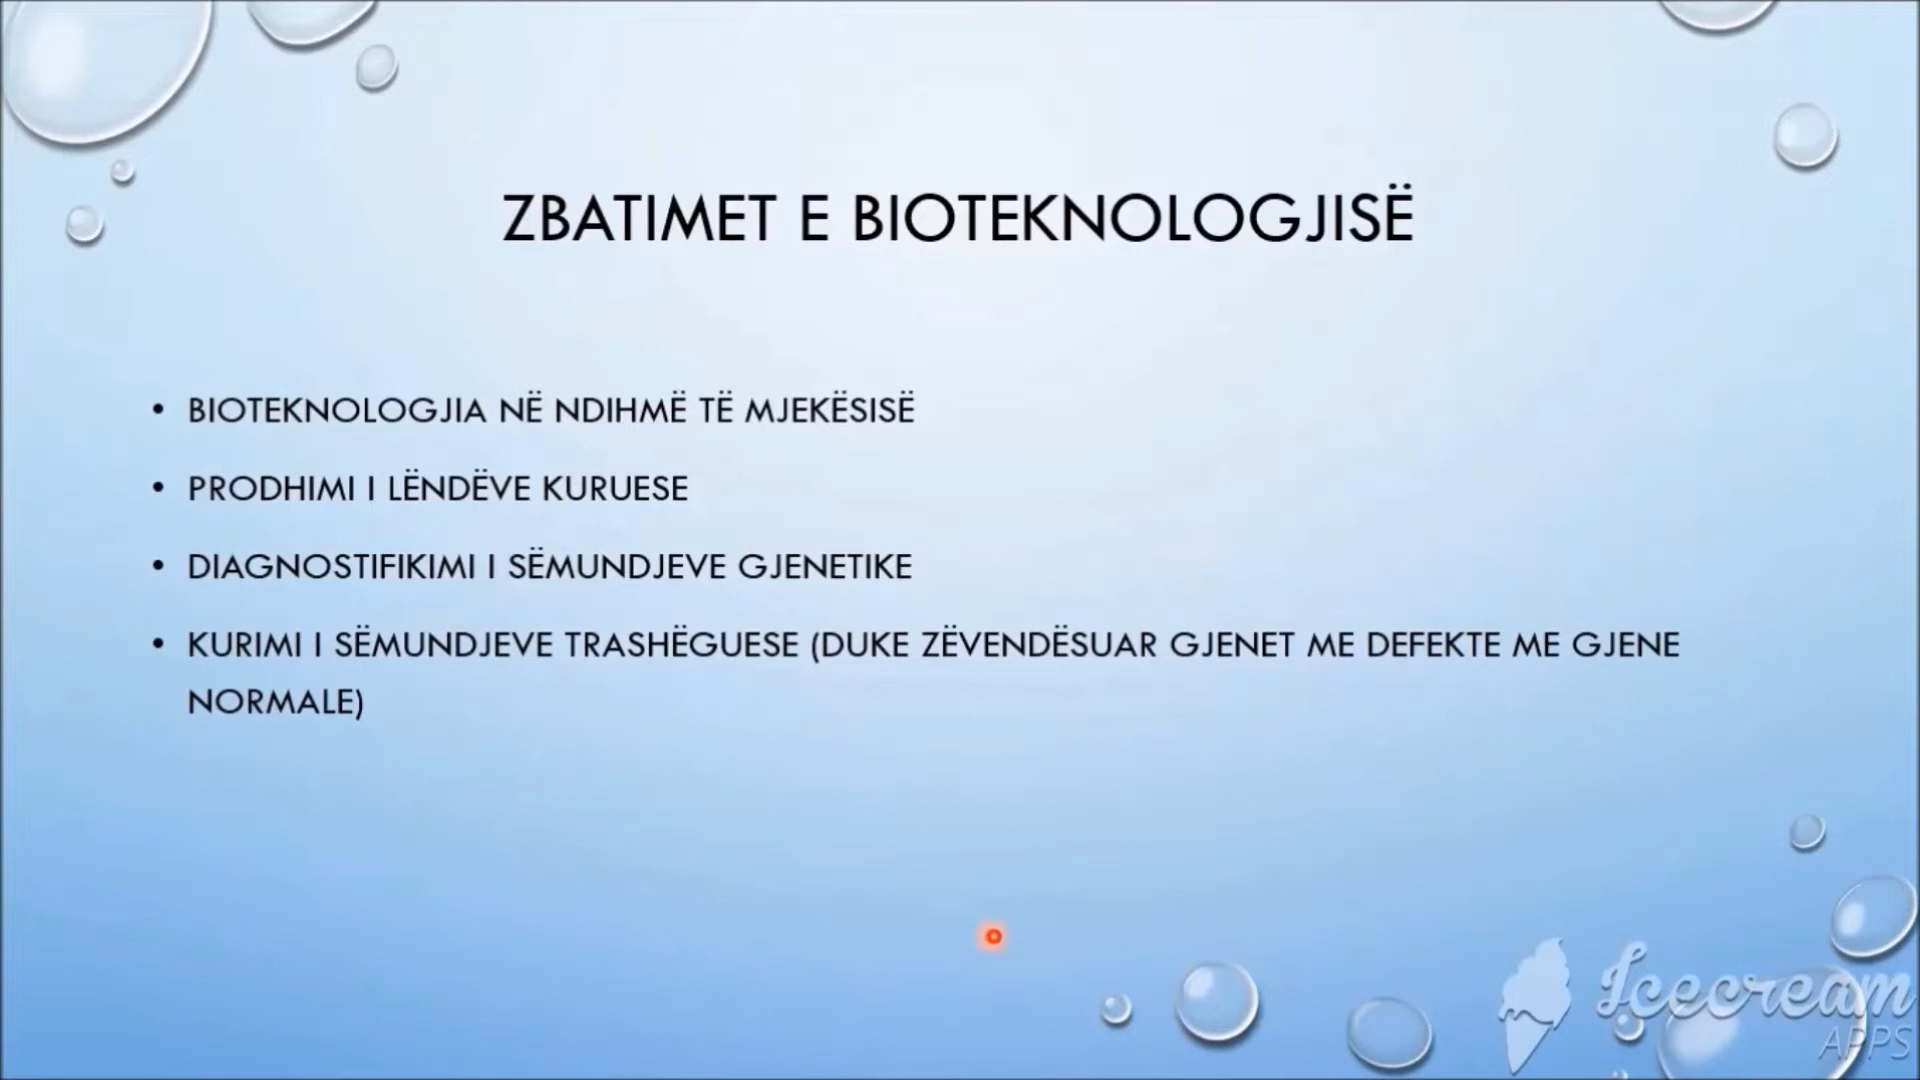 ZBATIMET E BIOTEKNOLOGJISË
• BIOTEKNOLOGJIA NË NDIHMË TË MJEKËSISË
• PRODHIMI I LËNDËVE KURUESE
• DIAGNOSTIFIKIMI I SËMUNDJEVE GJENETIKE
• KURIMI I SËMUNDJEVE TRASHËGUESE (DUKE ZËVENDËSUAR GJENET ME DEFEKTE ME GJENE
NORMALE)
Icecream
APPS